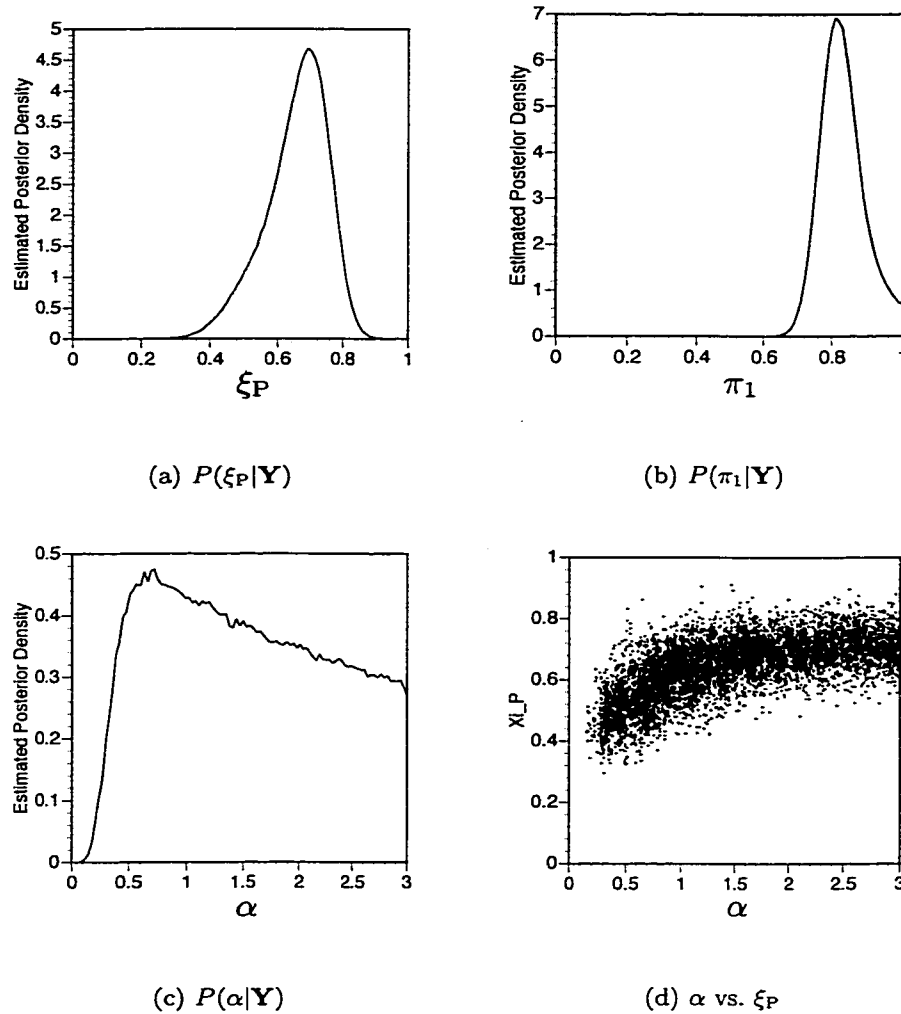 5
4.5
4
3.5
3
2.5
2
1.5
1
0.5
0
Estimated Posterior Density
0 0.2 0.4 0.6 0.8 1
ξP
7
6
5
4
3
2
1
0
Estimated Posterior Density
0 0.2 0.4 0.6 0.8 1
π1
(a) P(ξP|Y)
(b) P(π1|Y)
0.5
0.4
0.3
0.2
0.1
0
Estimated Posterior Density
0 0.5 1 1.5 2 2.5 3
α
1
0.8
0.6
0.4
0.2
0
Xi_P
0 0.5 1 1.5 2 2.5 3
α
(c) P(α|Y)
(d) α vs. ξP